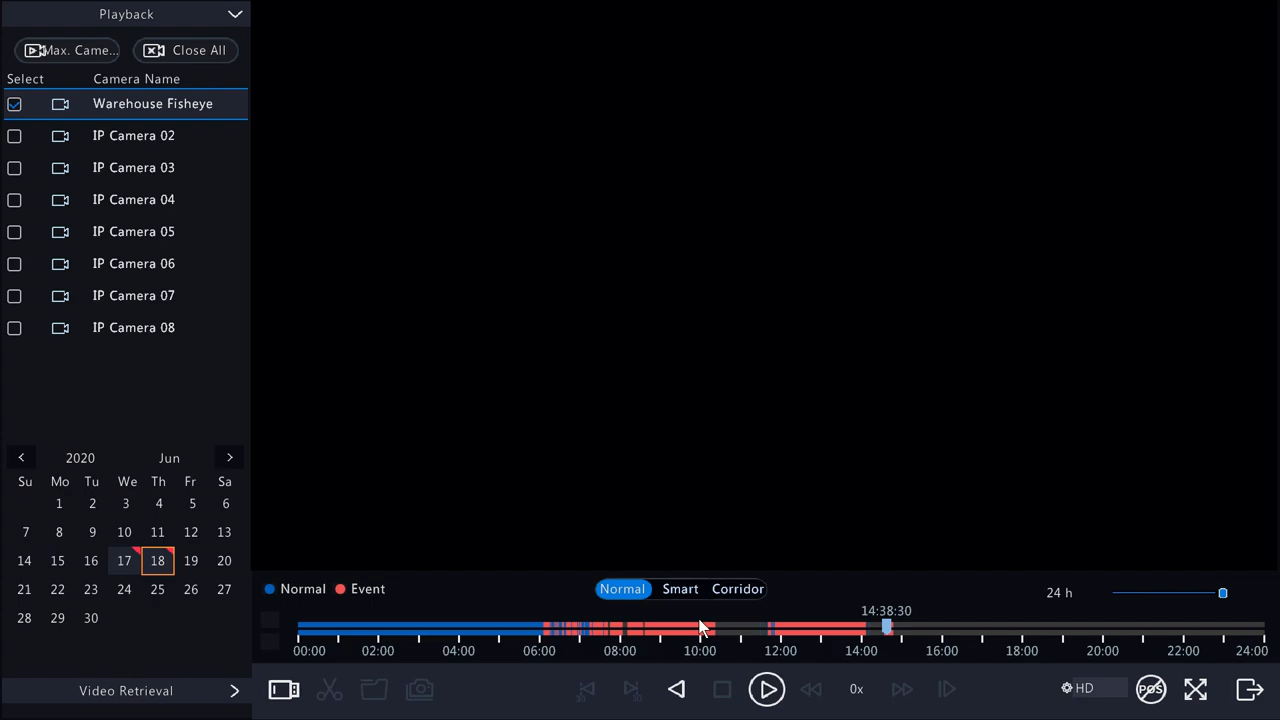 Playback
Max. Came... Close All
Select Camera Name
Warehouse Fisheye
IP Camera 02
IP Camera 03
IP Camera 04
IP Camera 05
IP Camera 06
IP Camera 07
IP Camera 08
2020 Jun
Su Mo Tu We Th Fr Sa
1 2 3 4 5 6
7 8 9 10 11 12 13
14 15 16 17 18 19 20
21 22 23 24 25 26 27
28 29 30
Video Retrieval
Normal Event Normal Smart Corridor 24 h
14:38:30
00:00 02:00 04:00 06:00 08:00 10:00 12:00 14:00 16:00 18:00 20:00 22:00 24:00
30 30 0x HD POS